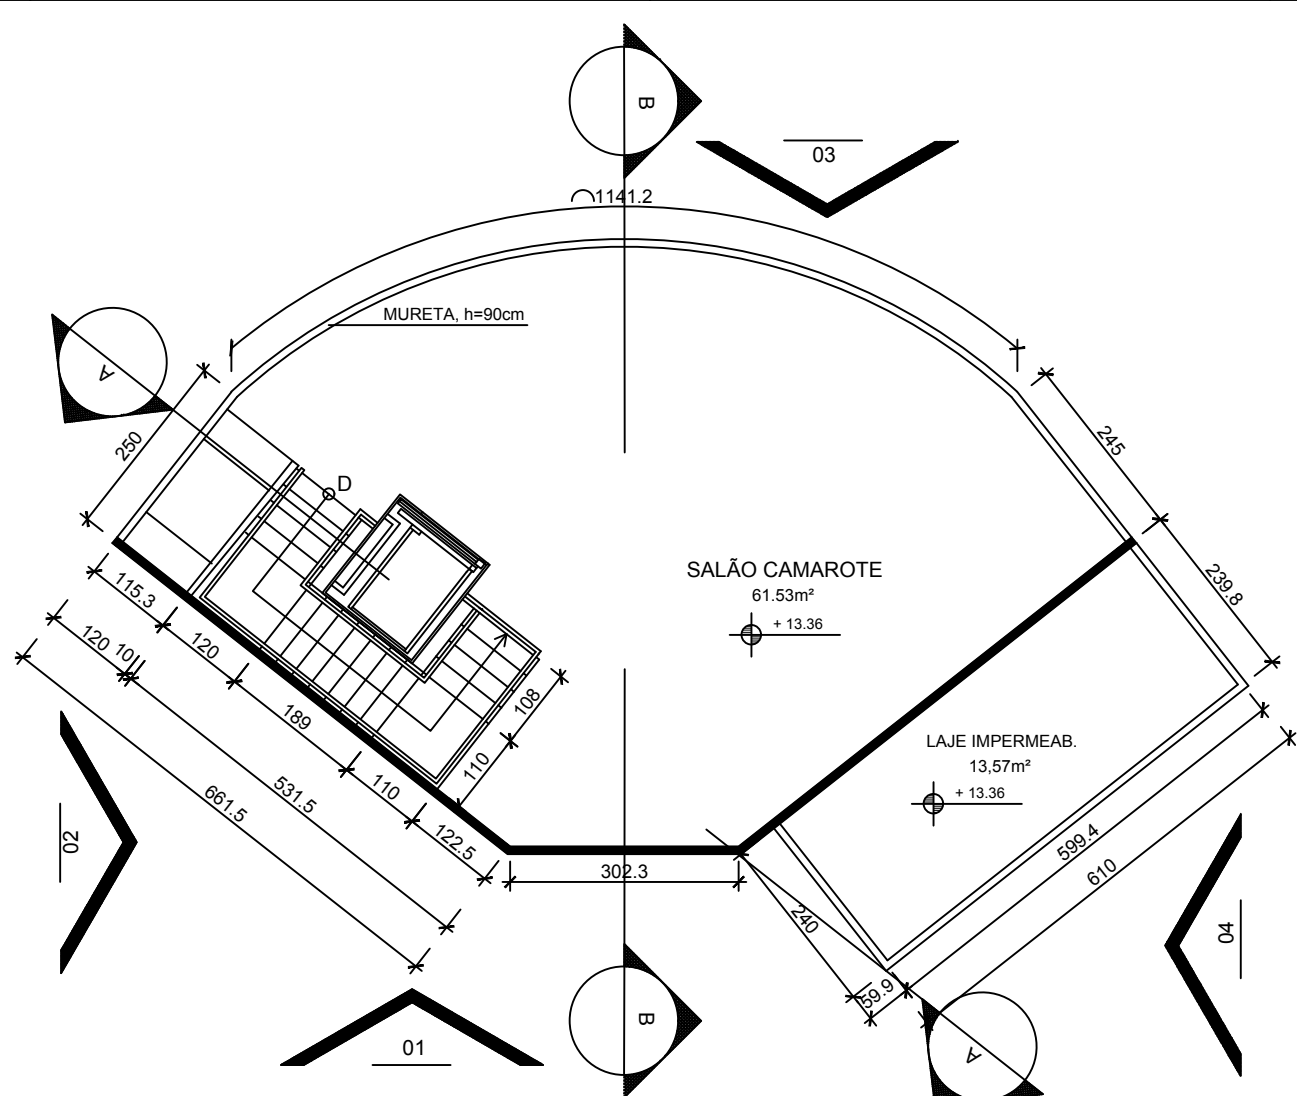 B
03
1141.2
MURETA, h=90cm
A
250
245
D
SALÃO CAMAROTE
61.53m²
+ 13.36
239.8
115.3
120
120
10
189
108
110
110
531.5
661.5
122.5
LAJE IMPERMEAB.
13,57m²
+ 13.36
02
302.3
599.4
610
240
59.9
04
B
01
A